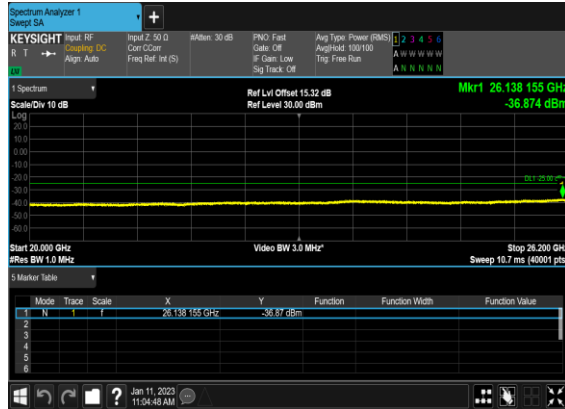 Spectrum Analyzer 1
Swept SA
+
KEYSIGHT Input: RF Input Z: 50 Ω #Atten: 30 dB PNO: Fast Avg Type: Power (RMS) 1 2 3 4 5 6
R T Coupling: DC Corr CCorr Gate: Off Avg|Hold: 100/100 A W W W W W
Align: Auto Freq Ref: Int (S) IF Gain: Low Trig: Free Run
Sig Track: Off A N N N N N
1 Spectrum Ref Lvl Offset 15.32 dB Mkr1 26.138 155 GHz
Scale/Div 10 dB Ref Level 30.00 dBm -36.874 dBm
Log
20.0
10.0
0.00
-10.0
-20.0 DL1 -25.00
-30.0
-40.0
-50.0
-60.0
Start 20.000 GHz Video BW 3.0 MHz* Stop 26.200 GHz
#Res BW 1.0 MHz Sweep 10.7 ms (40001 pts
5 Marker Table
Mode Trace Scale X Y Function Function Width Function Value
1 N 1 f 26.138 155 GHz -36.87 dBm
2
3
4
5
6
? Jan 11, 2023
11:04:48 AM